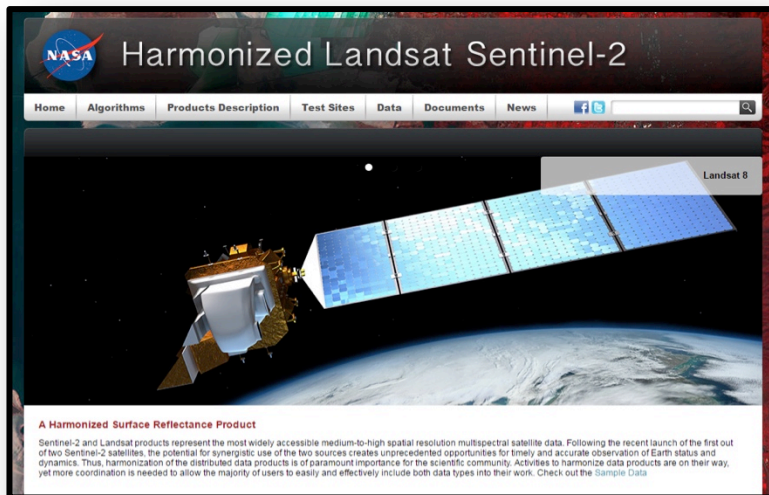 NASA
Harmonized Landsat Sentinel-2
Home Algorithms Products Description Test Sites Data Documents News
Landsat 8
A Harmonized Surface Reflectance Product
Sentinel-2 and Landsat products represent the most widely accessible medium-to-high spatial resolution multispectral satellite data. Following the recent launch of the first out
of two Sentinel-2 satellites, the potential for synergistic use of the two sources creates unprecedented opportunities for timely and accurate observation of Earth status and
dynamics. Thus, harmonization of the distributed data products is of paramount importance for the scientific community. Activities to harmonize data products are on their way,
yet more coordination is needed to allow the majority of users to easily and effectively include both data types into their work. Check out the Sample Data